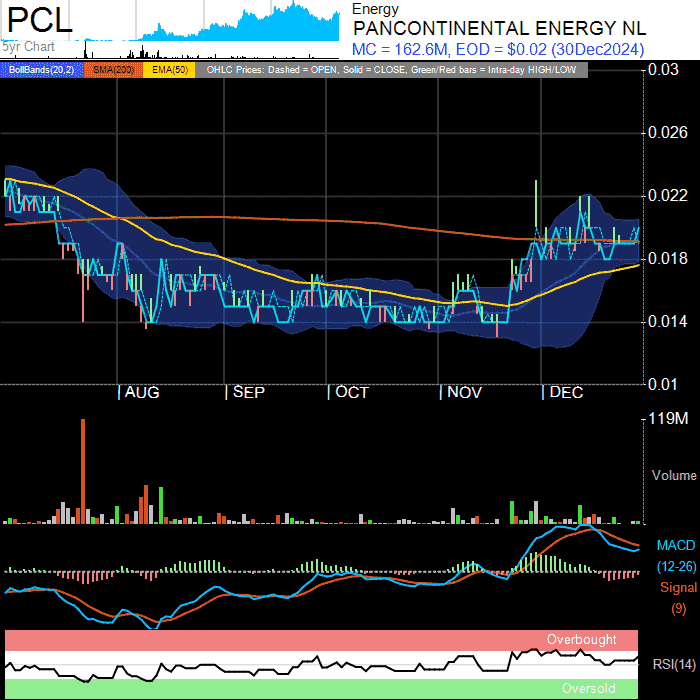 PCL
5yr Chart
Energy
PANCONTINENTAL ENERGY NL
MC = 162.6M, EOD = $0.02 (30Dec2024)
BollBands(20,2) SMA(200) EMA(50) OHLC Prices: Dashed = OPEN, Solid = CLOSE, Green/Red bars = Intra-day HIGH/LOW
0.03
0.026
0.022
0.018
0.014
0.01
AUG SEP OCT NOV DEC
119M
Volume
MACD
(12-26)
Signal
(9)
Overbought
RSI(14)
Oversold